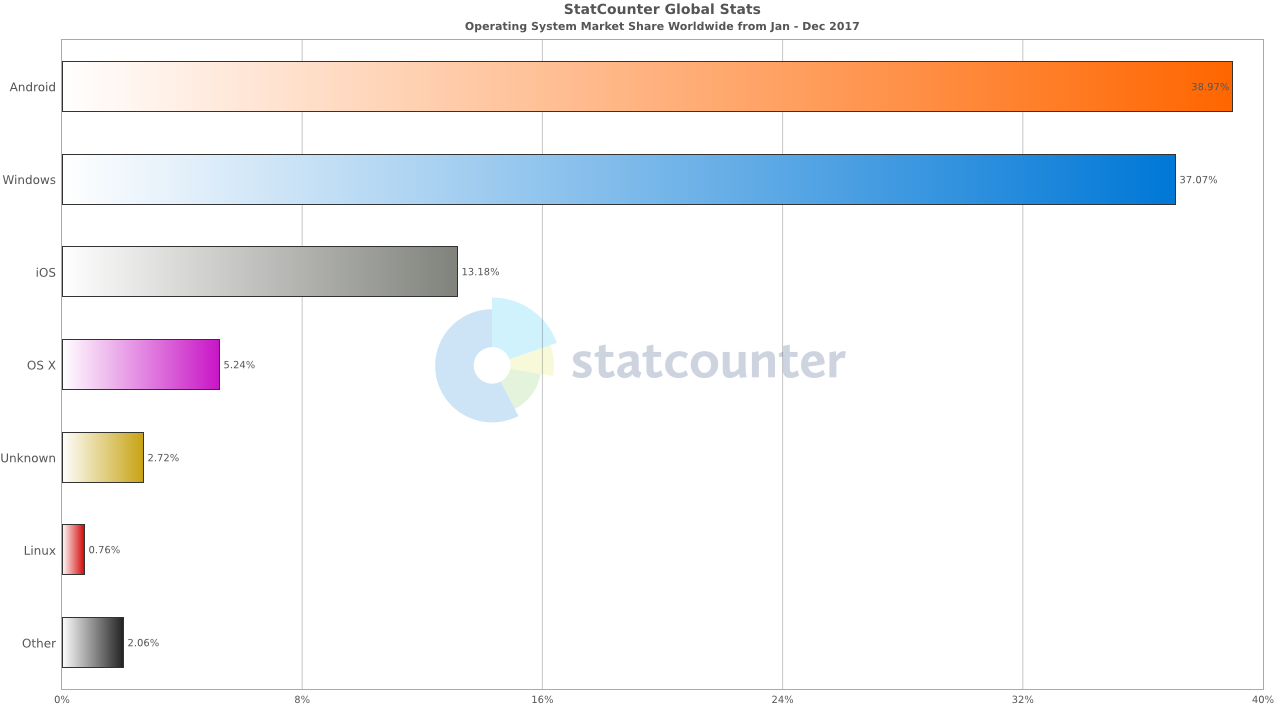 StatCounter Global Stats
Operating System Market Share Worldwide from Jan - Dec 2017
Android 38.97%
Windows 37.07%
iOS 13.18%
OS X 5.24%
statcounter
Unknown 2.72%
Linux 0.76%
Other 2.06%
0% 8% 16% 24% 32% 40%